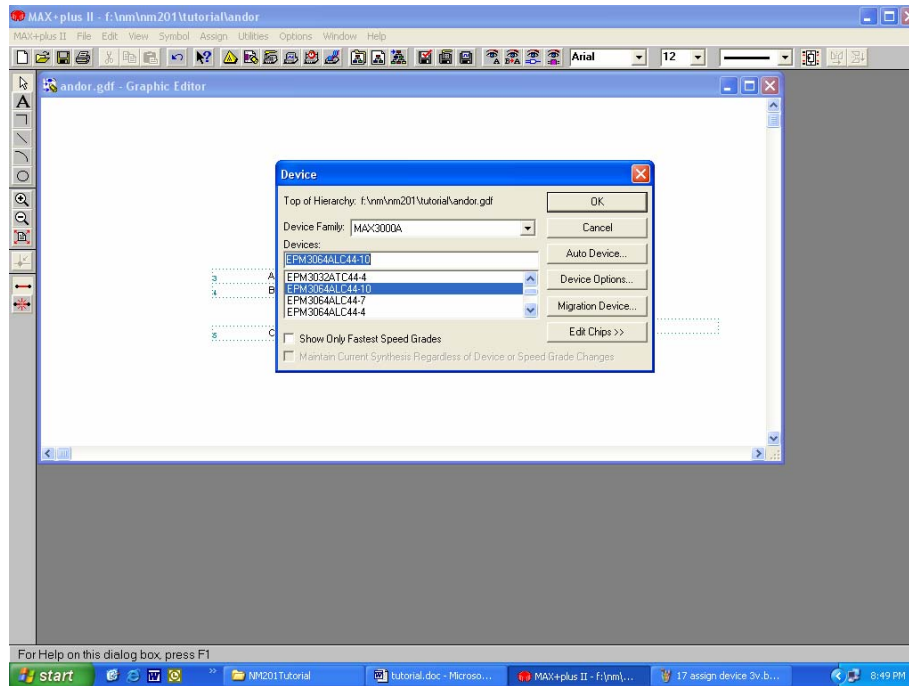 MAX+plus II - f:\nm\nm201\tutorial\andor
MAX+plus II File Edit View Symbol Assign Utilities Options Window Help
Arial 12
andor.gdf - Graphic Editor
Device
Top of Hierarchy: f:\nm\nm201\tutorial\andor.gdf
OK
Device Family: MAX3000A
Cancel
Devices:
EPM3064ALC44-10
Auto Device...
EPM3032ATC44-4
EPM3064ALC44-10
EPM3064ALC44-7
EPM3064ALC44-4
Device Options...
Migration Device...
Edit Chips >>
Show Only Fastest Speed Grades
Maintain Current Synthesis Regardless of Device or Speed Grade Changes
3 A
4 B
5 C
For Help on this dialog box, press F1
start
NM201Tutorial
tutorial.doc - Microso...
MAX+plus II - f:\nm\...
17 assign device 3v.b...
8:49 PM